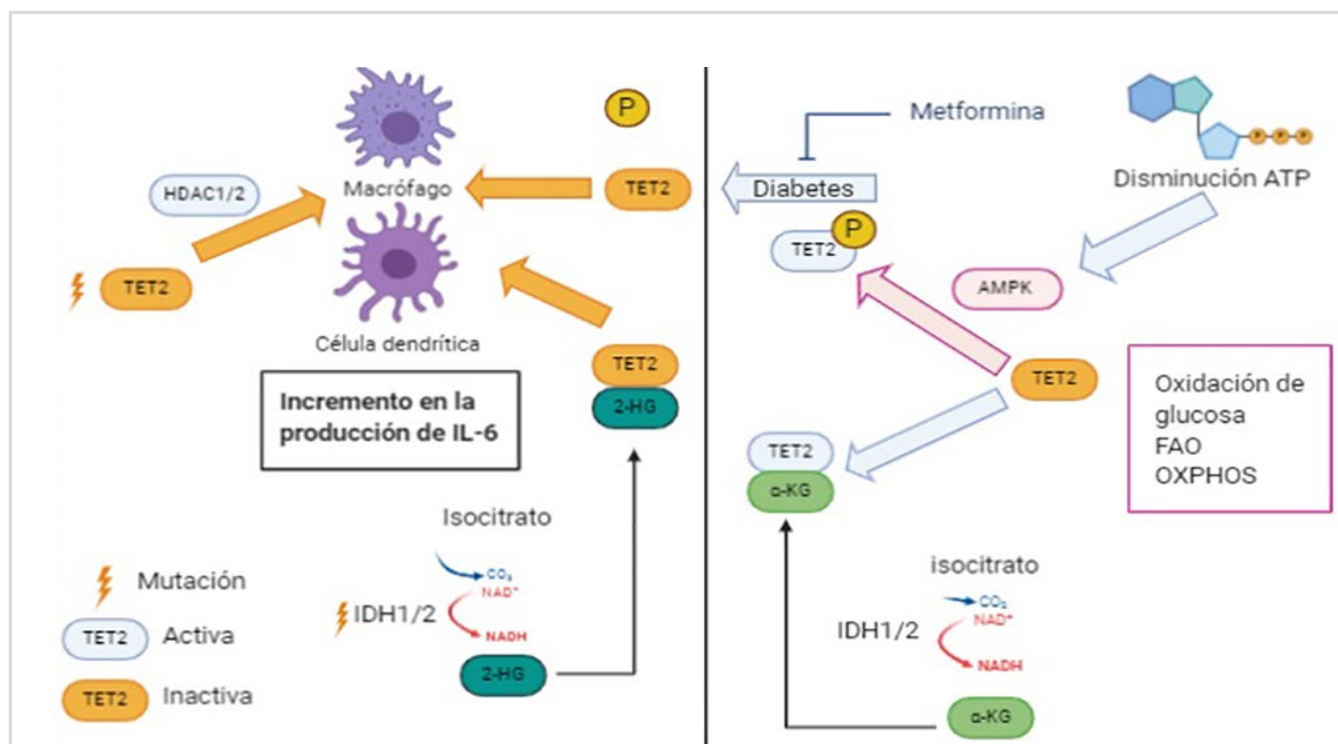 P
HDAC1/2
Macrófago
TET2
TET2
Célula dendrítica
TET2
2-HG
Incremento en la
producción de IL-6
Isocitrato
CO₂
NAD⁺
IDH1/2
NADH
2-HG
Mutación
TET2 Activa
TET2 Inactiva
Metformina
P P P
Diabetes
Disminución ATP
P
TET2
AMPK
TET2
Oxidación de
glucosa
FAO
OXPHOS
TET2
α-KG
isocitrato
CO₂
NAD⁺
IDH1/2
NADH
α-KG